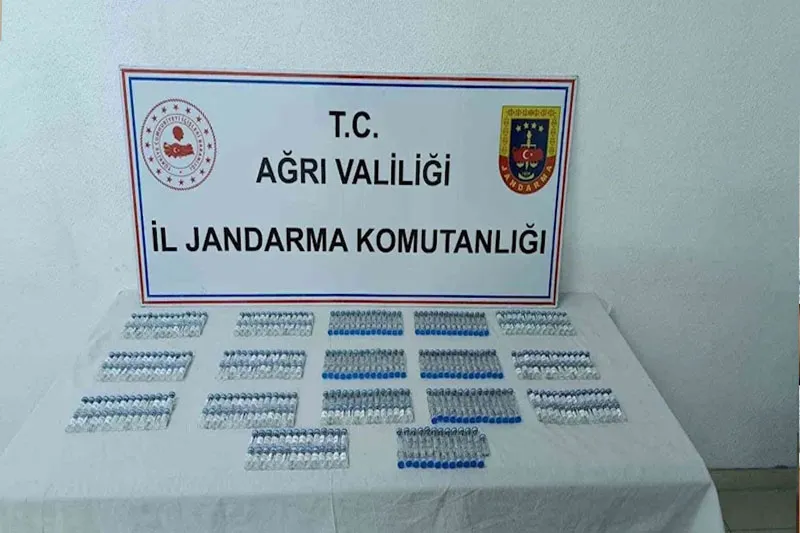 T.C.
AĞRI VALİLİĞİ
İL JANDARMA KOMUTANLIĞI
JANDARMA